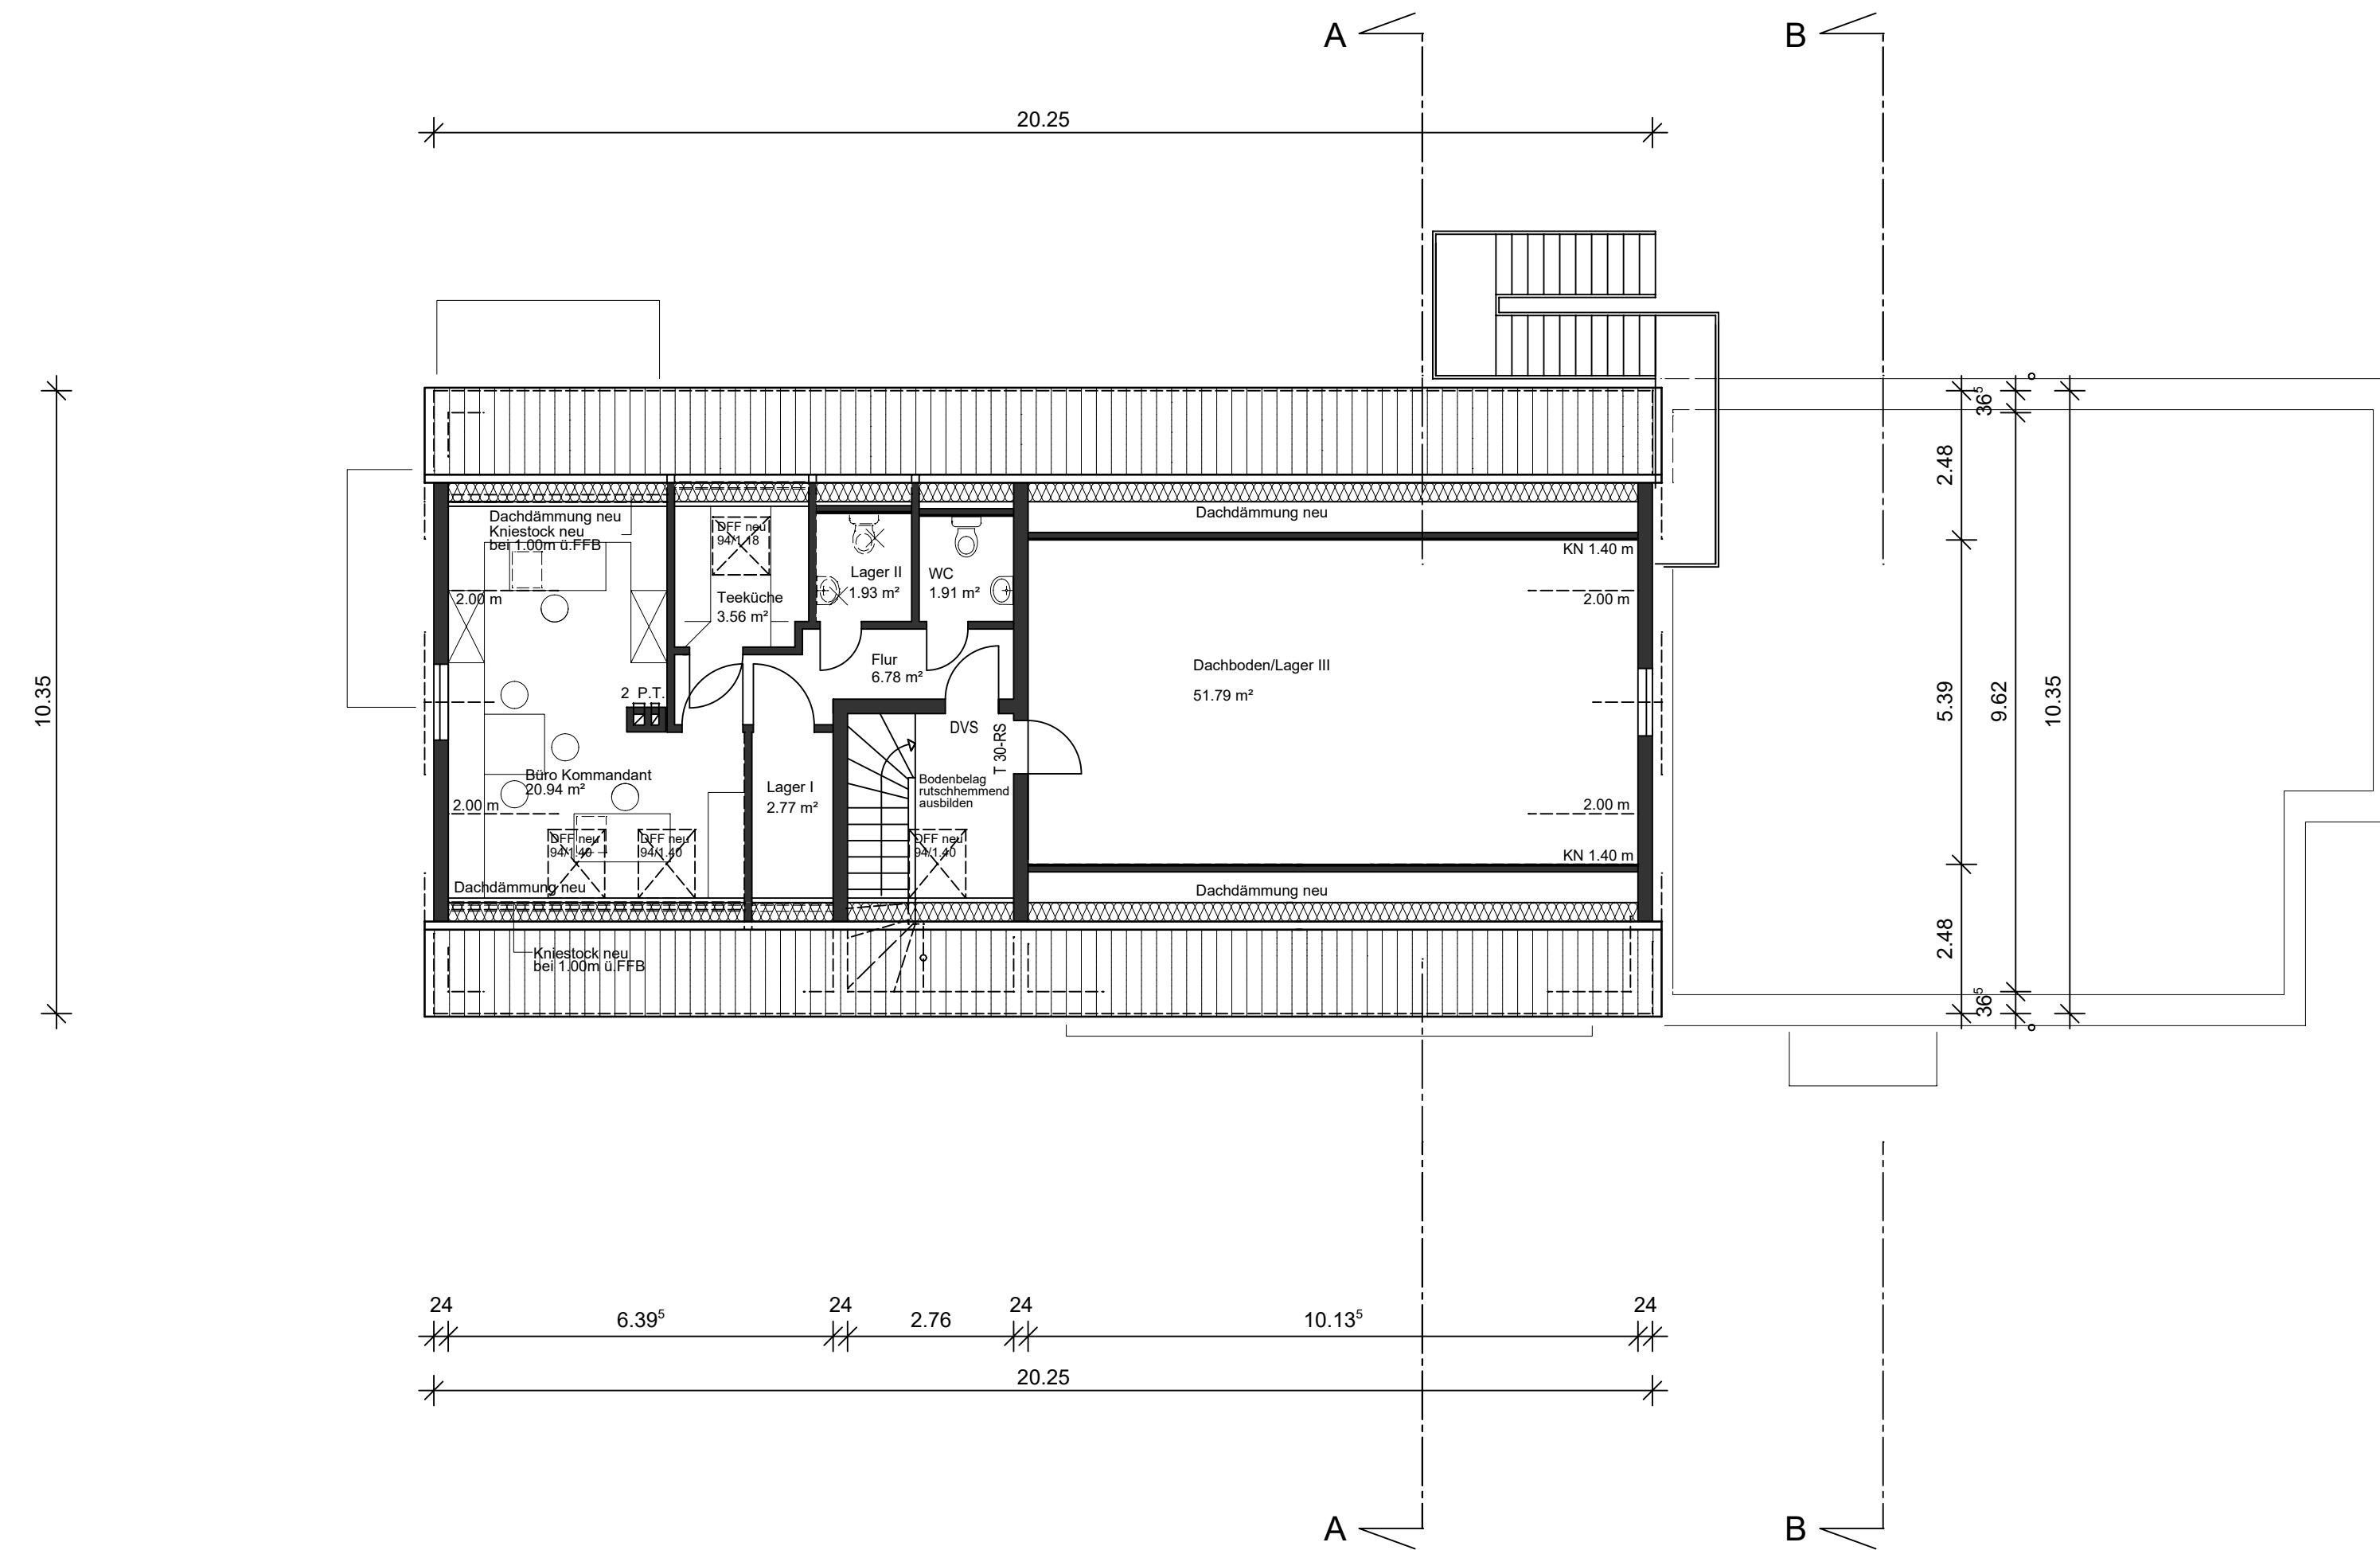 A
B
20.25
36⁵
2.48
10.35
5.39
9.62
10.35
2.48
36⁵
Dachdämmung neu
Kniestock neu
bei 1.00m ü.FFB
DFF neu
94/1.18
Dachdämmung neu
KN 1.40 m
2.00 m
Teeküche
3.56 m²
Lager II
1.93 m²
WC
1.91 m²
2.00 m
Flur
6.78 m²
Dachboden/Lager III
51.79 m²
2 P.T.
DVS
T 30-RS
Büro Kommandant
20.94 m²
Lager I
2.77 m²
Bodenbelag
rutschhemmend
ausbilden
2.00 m
2.00 m
DFF neu
94/1.40
DFF neu
94/1.40
DFF neu
94/1.40
KN 1.40 m
Dachdämmung neu
Dachdämmung neu
Kniestock neu
bei 1.00m ü.FFB
24
6.39⁵
24
2.76
24
10.13⁵
24
20.25
A
B